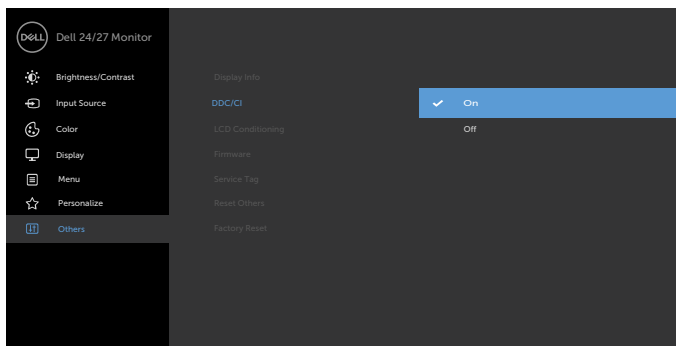 DELL Dell 24/27 Monitor
Brightness/Contrast
Input Source
Color
Display
Menu
Personalize
Others
Display Info
DDC/CI
LCD Conditioning
Firmware
Service Tag
Reset Others
Factory Reset
On
Off